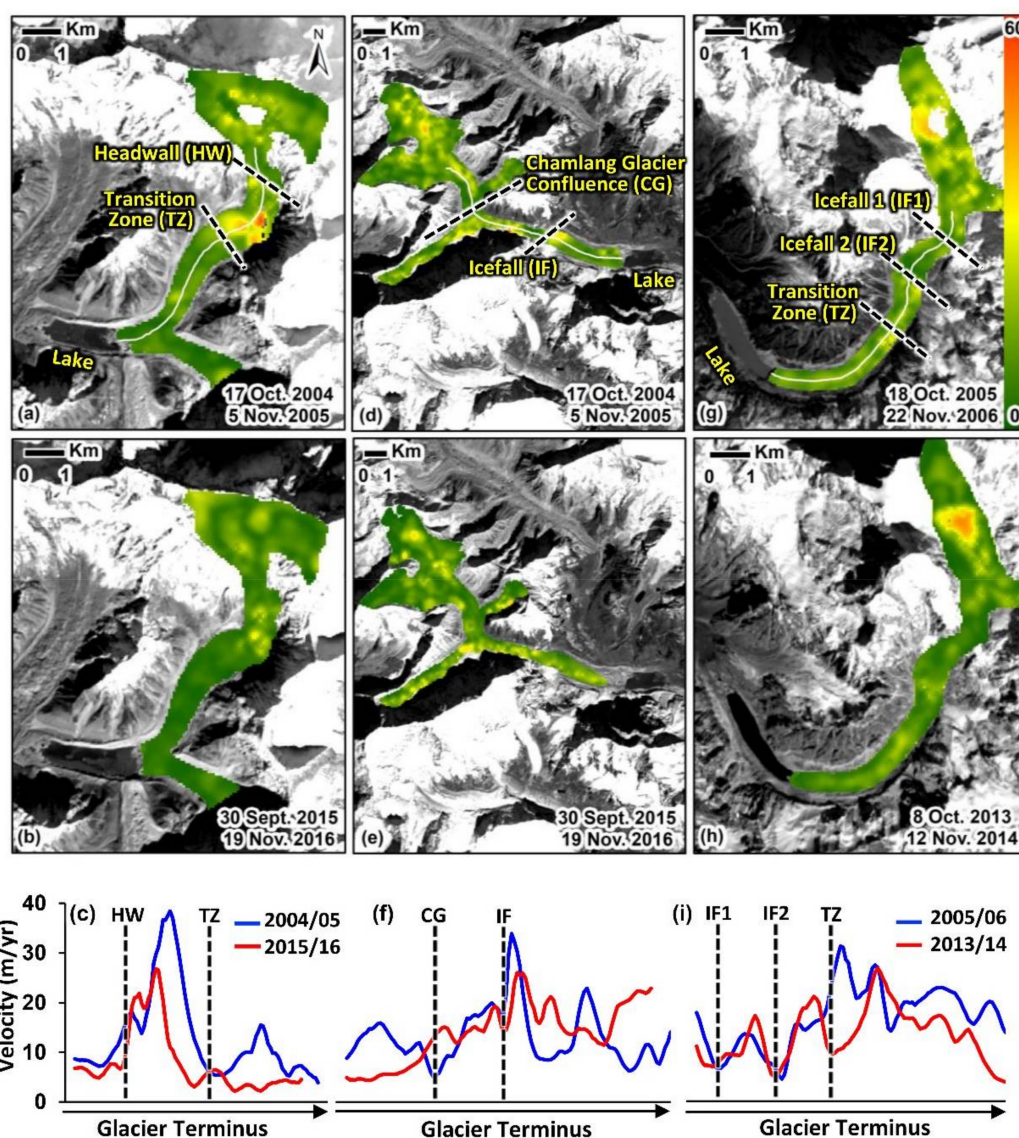 Km
0 1
N
Headwall (HW)
Transition
Zone (TZ)
Lake
17 Oct. 2004
(a)
5 Nov. 2005
Km
0 1
Chamlang Glacier
Confluence (CG)
Icefall (IF)
Lake
17 Oct. 2004
(d)
5 Nov. 2005
Km
0 1
60
Icefall 1 (IF1)
Icefall 2 (IF2)
Transition
Zone (TZ)
Lake
18 Oct. 2005
(g)
22 Nov. 2006
0
Km
0 1
30 Sept. 2015
(b)
19 Nov. 2016
Km
0 1
30 Sept. 2015
(e)
19 Nov. 2016
Km
0 1
8 Oct. 2013
(h)
12 Nov. 2014
Velocity (m/yr)
40
30
20
10
0
(c)
HW
TZ
2004/05
2015/16
Glacier Terminus
(f)
CG
IF
Glacier Terminus
(i)
IF1
IF2
TZ
2005/06
2013/14
Glacier Terminus